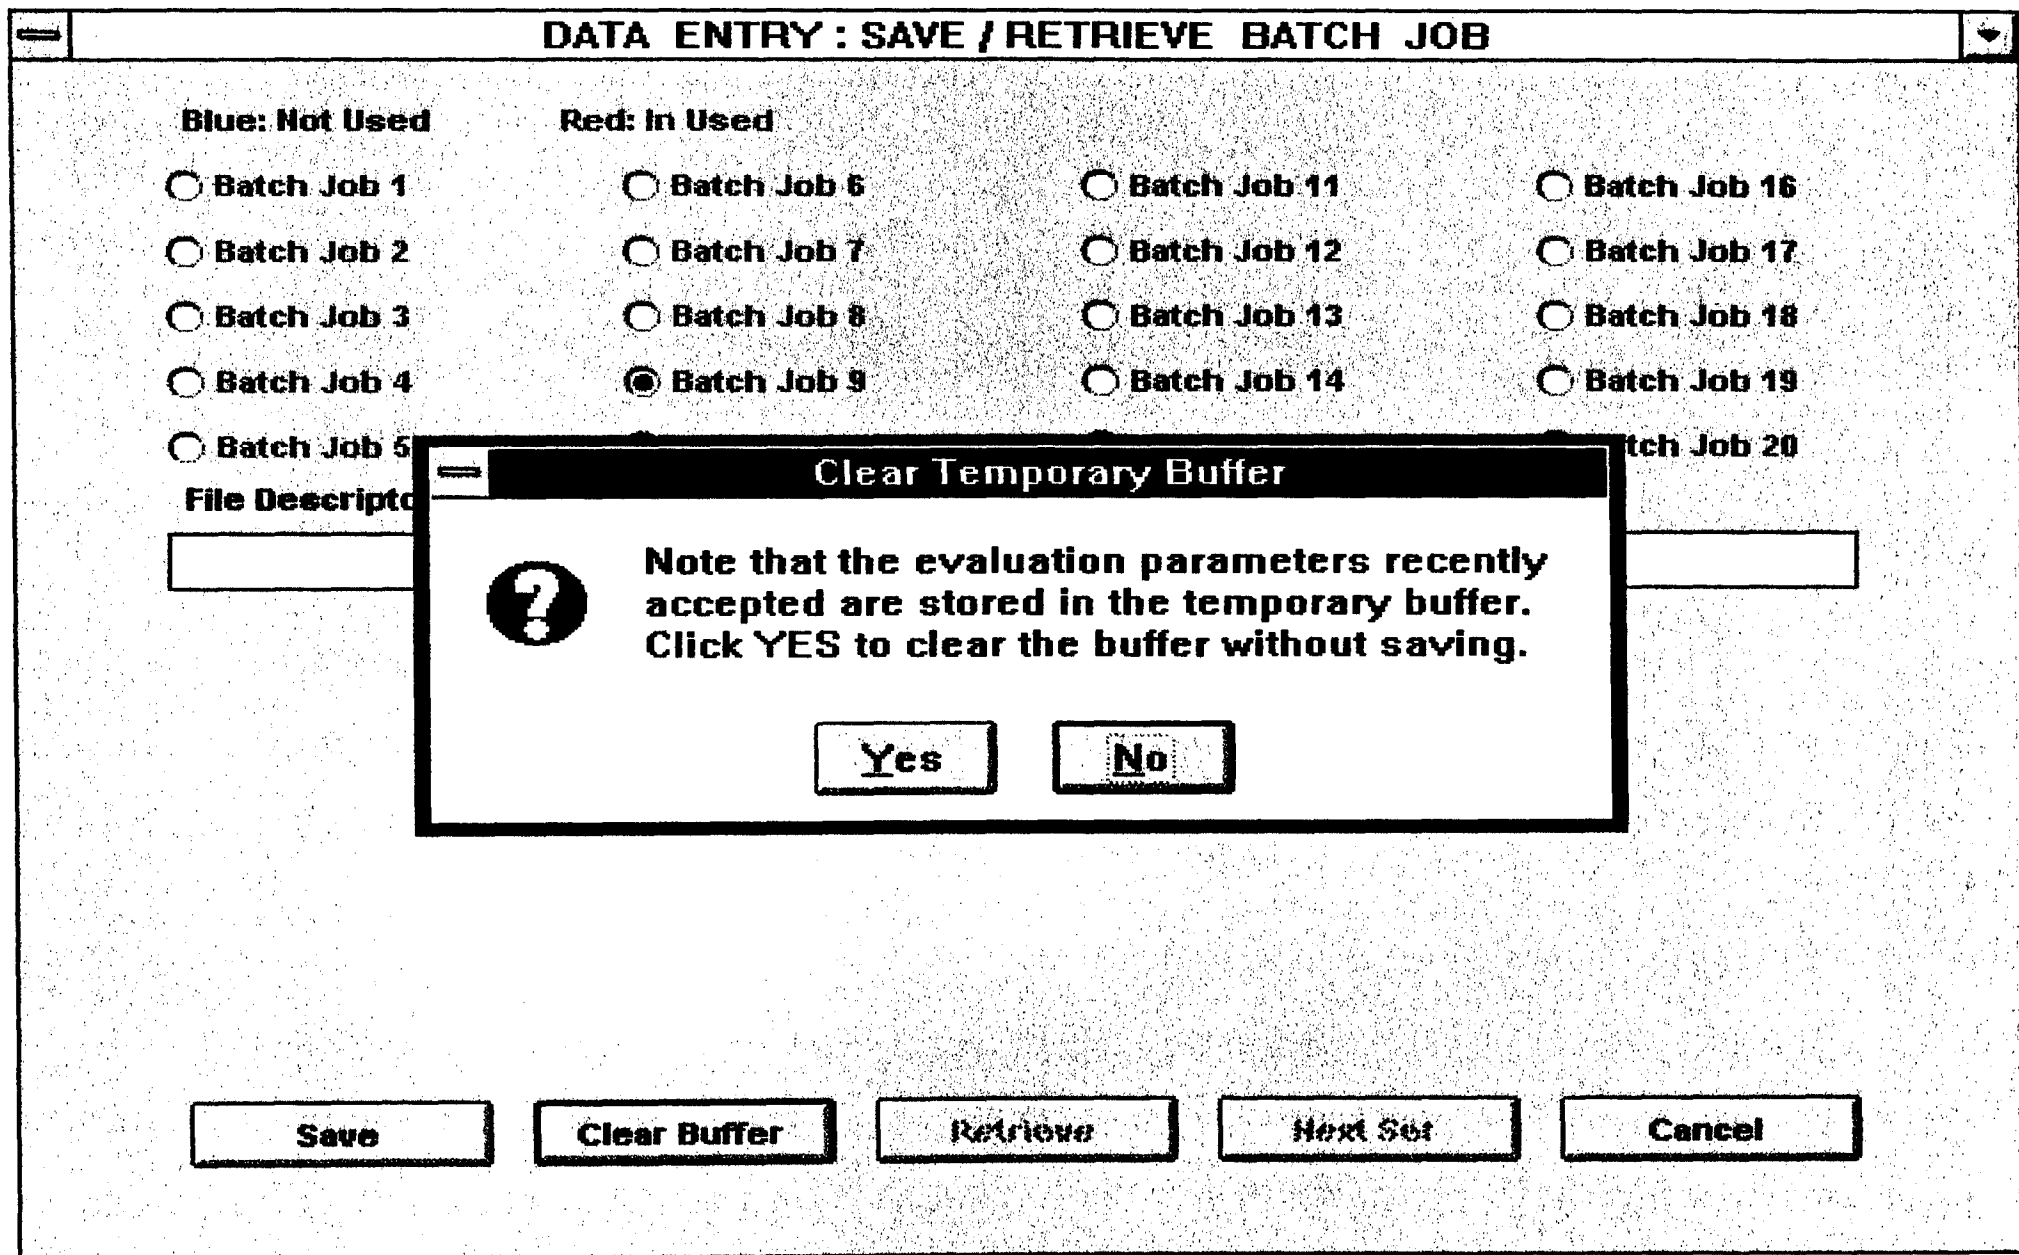 DATA ENTRY : SAVE / RETRIEVE BATCH JOB
Blue: Not Used Red: In Used
Batch Job 1 Batch Job 6 Batch Job 11 Batch Job 16
Batch Job 2 Batch Job 7 Batch Job 12 Batch Job 17
Batch Job 3 Batch Job 8 Batch Job 13 Batch Job 18
Batch Job 4 Batch Job 9 Batch Job 14 Batch Job 19
Batch Job 5 tch Job 20
File Descripto
Clear Temporary Buffer
Note that the evaluation parameters recently
accepted are stored in the temporary buffer.
Click YES to clear the buffer without saving.
Yes No
Save Clear Buffer Retrieve Next Set Cancel